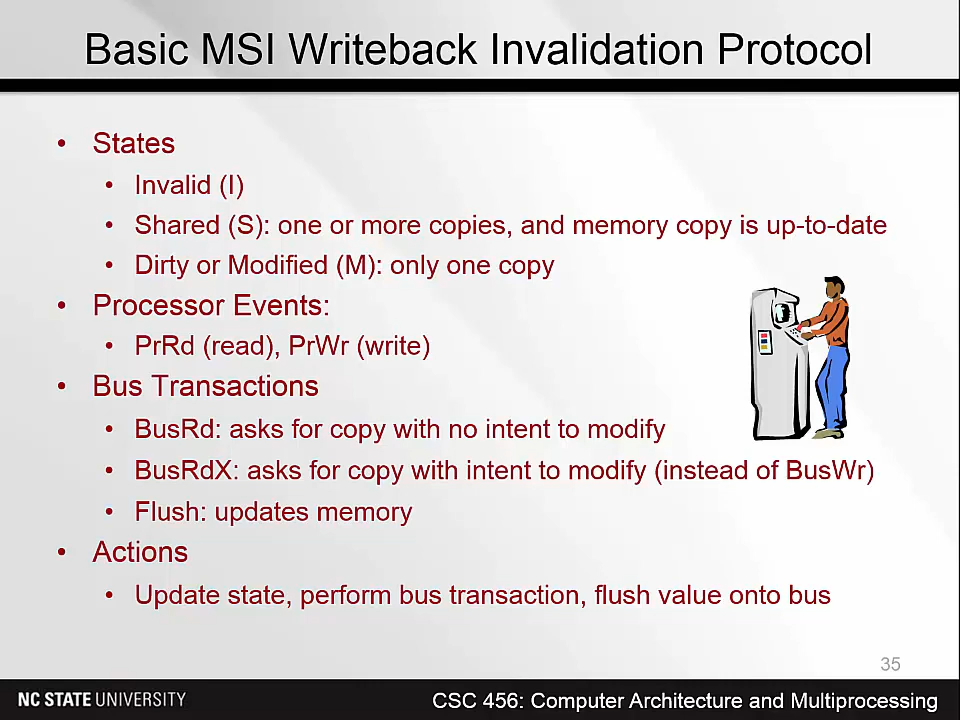 Basic MSI Writeback Invalidation Protocol
• States
• Invalid (I)
• Shared (S): one or more copies, and memory copy is up-to-date
• Dirty or Modified (M): only one copy
• Processor Events:
• PrRd (read), PrWr (write)
• Bus Transactions
• BusRd: asks for copy with no intent to modify
• BusRdX: asks for copy with intent to modify (instead of BusWr)
• Flush: updates memory
• Actions
• Update state, perform bus transaction, flush value onto bus
35
NC STATE UNIVERSITY
CSC 456: Computer Architecture and Multiprocessing